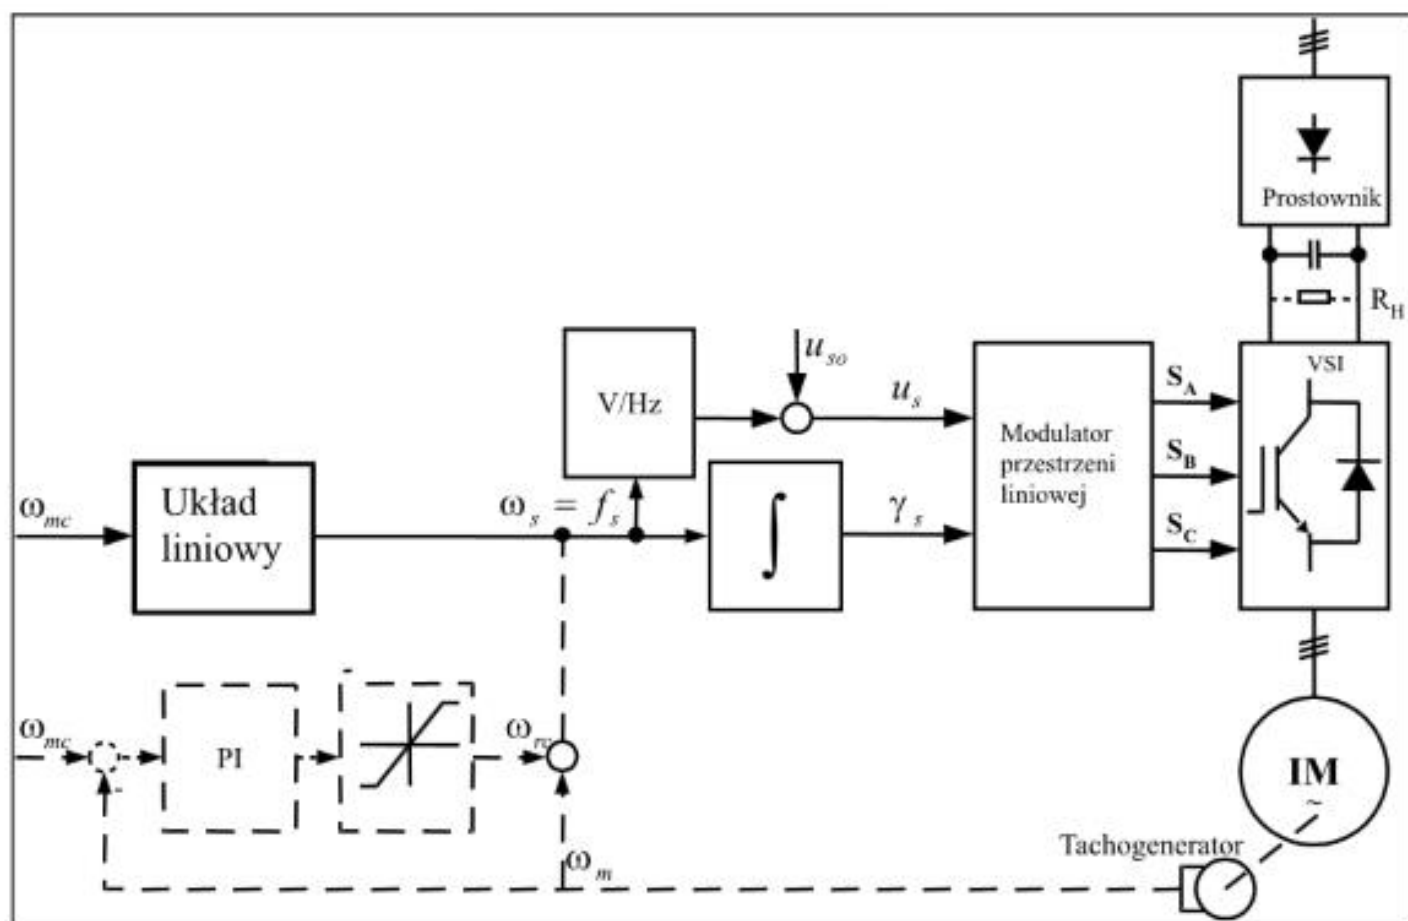 Prostownik
R_H
VSI
V/Hz
u_so
u_s
S_A
Modulator
przestrzeni
liniowej
S_B
S_C
ω_mc
Układ
liniowy
ω_s = f_s
∫
γ_s
ω_mc
-
PI
ω_rc
IM
~
Tachogenerator
ω_m